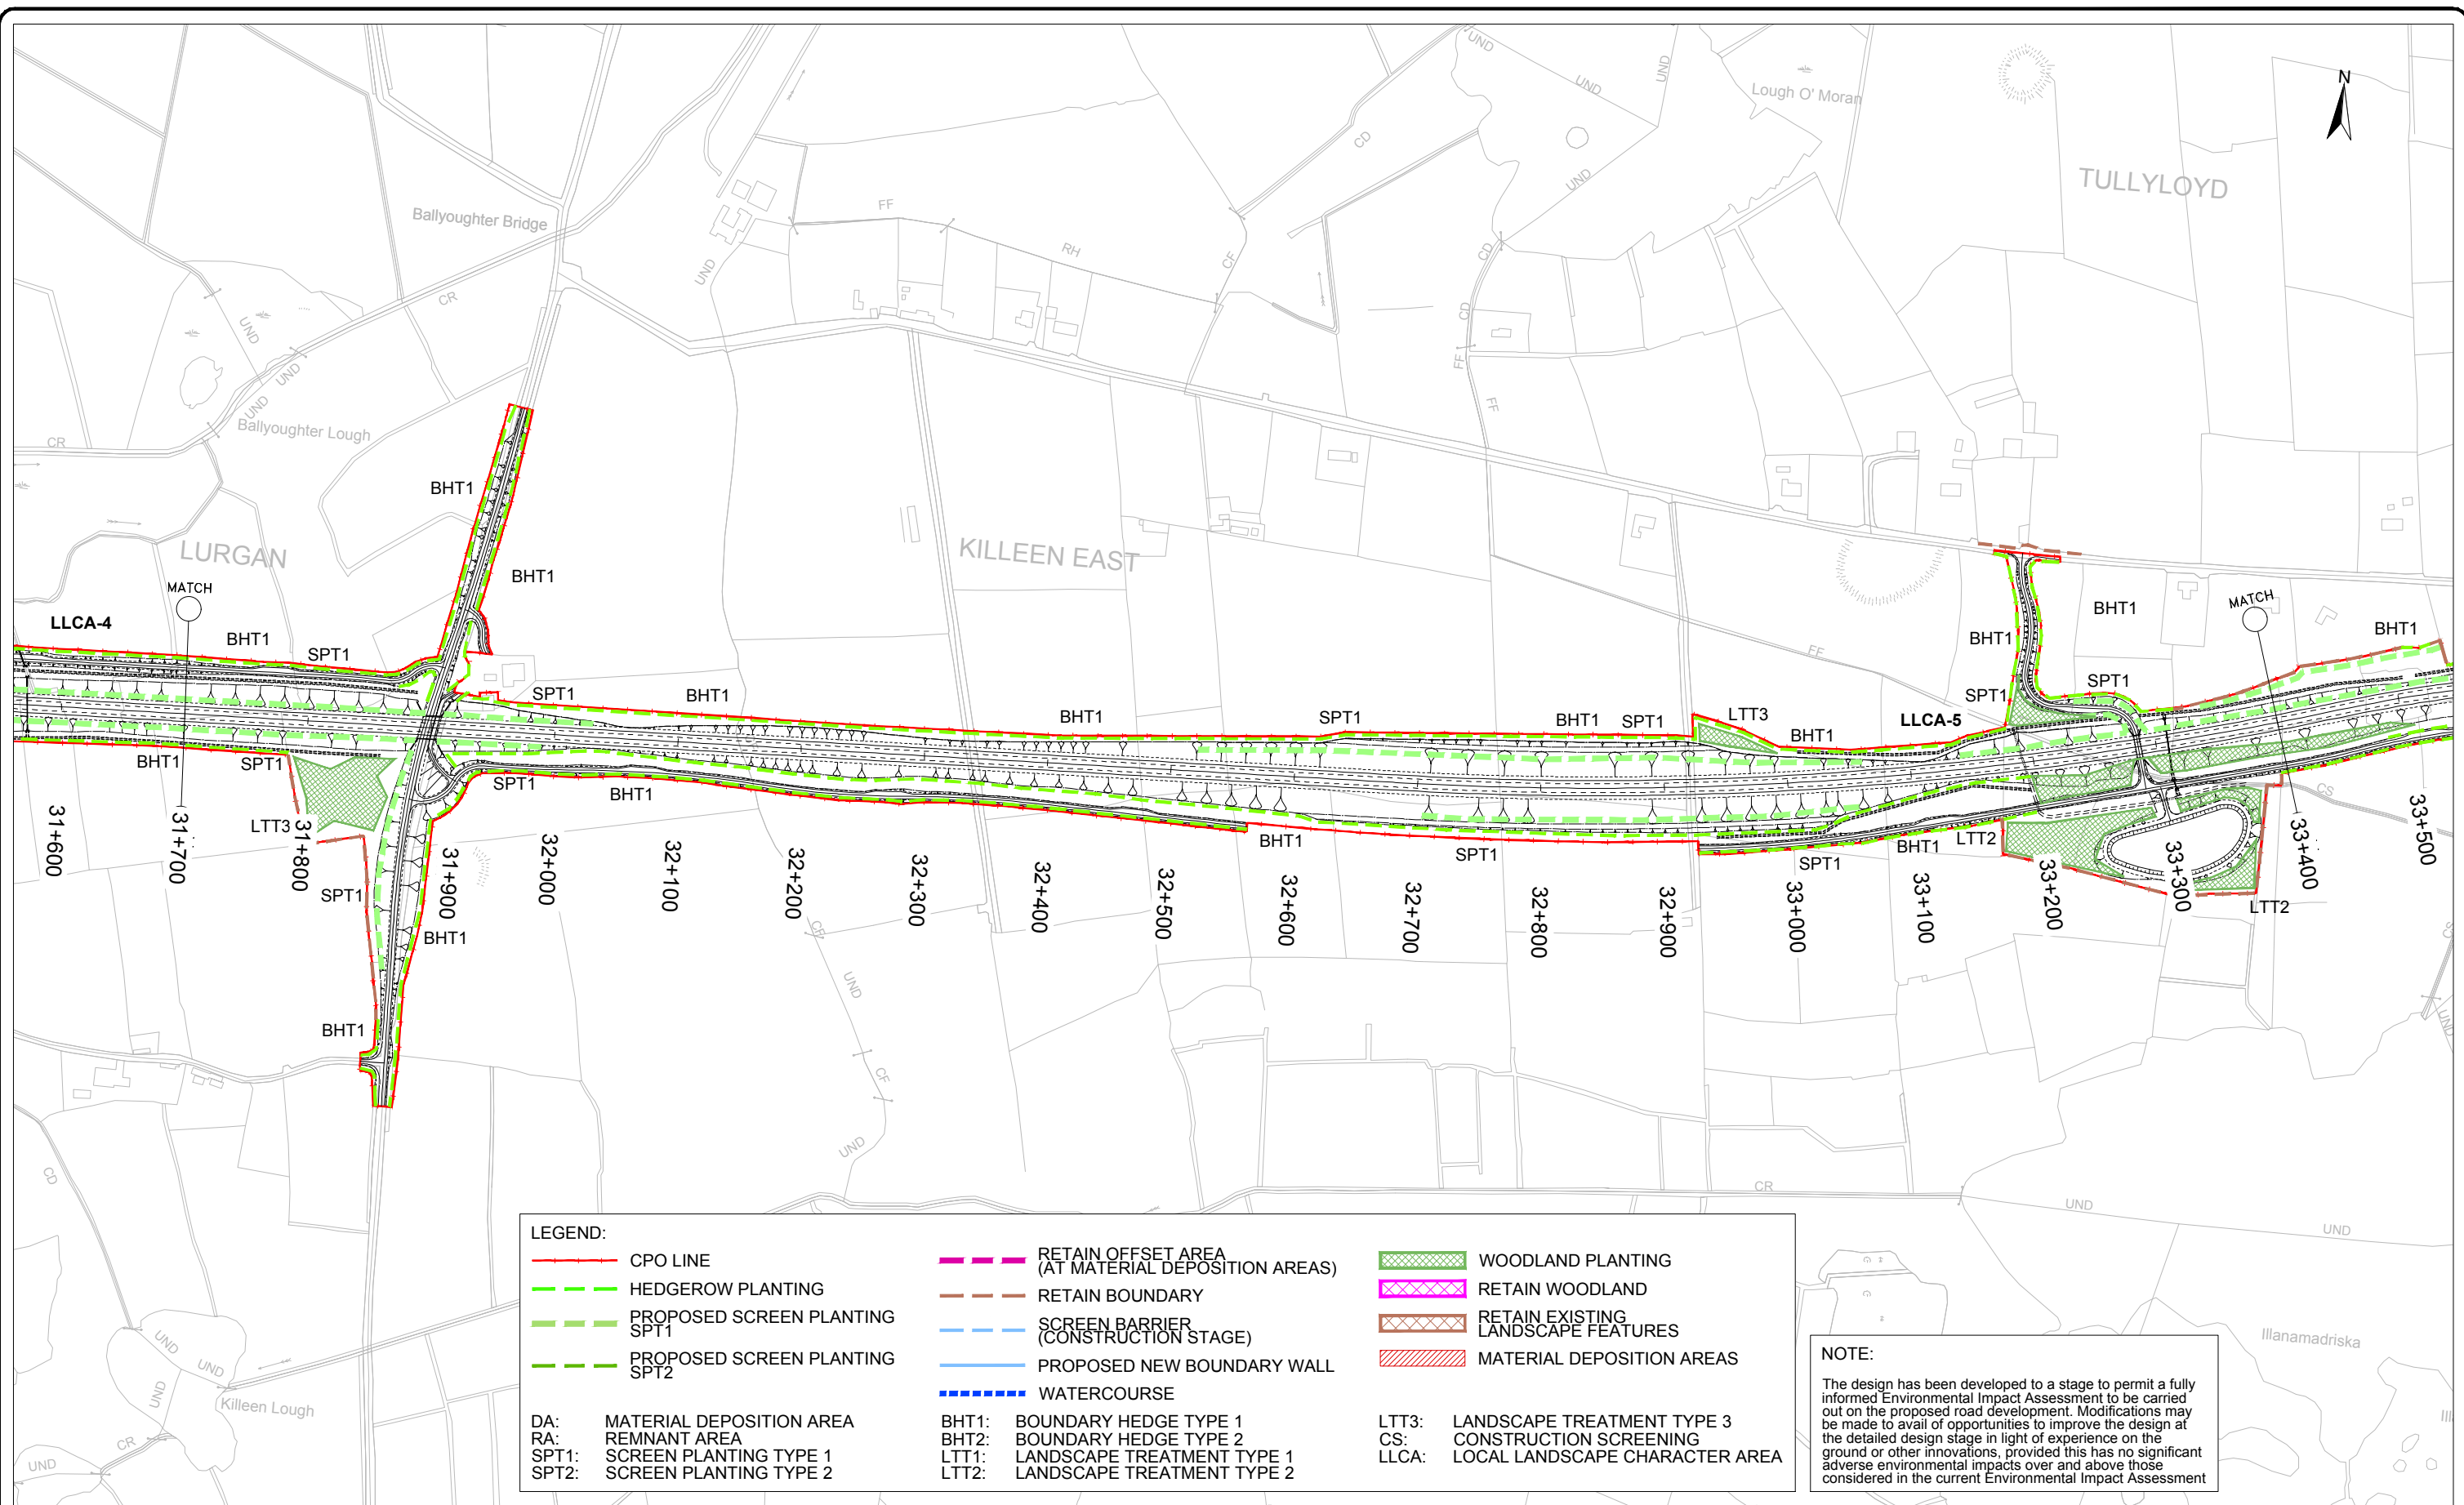 UND
UND
UND
Lough O' Moran
N
CD
UND
TULLYLOYD
FF
Ballyoughter Bridge
RH
CF
CD
UND
CR
CD
UND
UND
UND
FF
FF
Ballyoughter Lough
CR
BHT1
LURGAN
KILLEEN EAST
BHT1
MATCH
MATCH
LLCA-4
BHT1
SPT1
BHT1
BHT1
BHT1
FF
SPT1
BHT1
SPT1
SPT1
BHT1
BHT1
SPT1
BHT1
SPT1
LTT3
LLCA-5
BHT1
BHT1
SPT1
SPT1
BHT1
CS
LTT3
BHT1
SPT1
SPT1
BHT1
LTT2
31+600
31+700
31+800
31+900
32+000
32+100
32+200
32+300
32+400
32+500
32+600
32+700
32+800
32+900
33+000
33+100
33+200
33+300
33+400
33+500
SPT1
LTT2
BHT1
CF
UND
BHT1
UND
CF
UND
CD
CR
UND
UND
UND
UND
UND
Killeen Lough
CR
UND
Illanamadriska
LEGEND:
CPO LINE
HEDGEROW PLANTING
PROPOSED SCREEN PLANTING
SPT1
PROPOSED SCREEN PLANTING
SPT2
RETAIN OFFSET AREA
(AT MATERIAL DEPOSITION AREAS)
RETAIN BOUNDARY
SCREEN BARRIER
(CONSTRUCTION STAGE)
PROPOSED NEW BOUNDARY WALL
WATERCOURSE
WOODLAND PLANTING
RETAIN WOODLAND
RETAIN EXISTING
LANDSCAPE FEATURES
MATERIAL DEPOSITION AREAS
DA: MATERIAL DEPOSITION AREA
RA: REMNANT AREA
SPT1: SCREEN PLANTING TYPE 1
SPT2: SCREEN PLANTING TYPE 2
BHT1: BOUNDARY HEDGE TYPE 1
BHT2: BOUNDARY HEDGE TYPE 2
LTT1: LANDSCAPE TREATMENT TYPE 1
LTT2: LANDSCAPE TREATMENT TYPE 2
LTT3: LANDSCAPE TREATMENT TYPE 3
CS: CONSTRUCTION SCREENING
LLCA: LOCAL LANDSCAPE CHARACTER AREA
NOTE:
The design has been developed to a stage to permit a fully
informed Environmental Impact Assessment to be carried
out on the proposed road development. Modifications may
be made to avail of opportunities to improve the design at
the detailed design stage in light of experience on the
ground or other innovations, provided this has no significant
adverse environmental impacts over and above those
considered in the current Environmental Impact Assessment